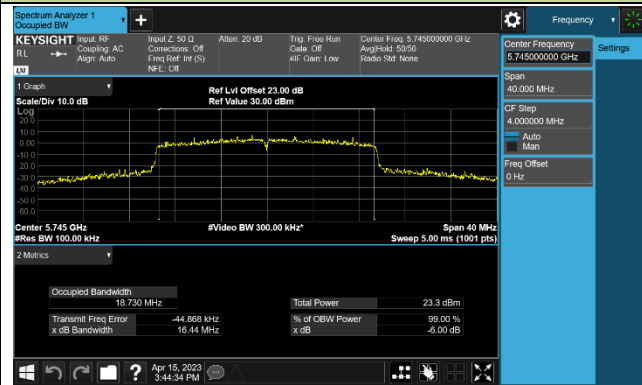 Spectrum Analyzer 1
Occupied BW
+
Frequency
KEYSIGHT
RL
LXI
Input: RF
Coupling: AC
Align: Auto
Input Z: 50 Ω
Corrections: Off
Freq Ref: Int (S)
NFE: Off
Atten: 20 dB
Trig: Free Run
Gate: Off
#IF Gain: Low
Center Freq: 5.745000000 GHz
Avg|Hold: 50/50
Radio Std: None
Center Frequency
5.745000000 GHz
Settings
Span
40.000 MHz
CF Step
4.000000 MHz
Auto
Man
Freq Offset
0 Hz
1 Graph
Scale/Div 10.0 dB
Ref Lvl Offset 23.00 dB
Ref Value 30.00 dBm
Log
20.0
10.0
0.00
-10.0
-20.0
-30.0
-40.0
-50.0
-60.0
Center 5.745 GHz
#Res BW 100.00 kHz
#Video BW 300.00 kHz*
Span 40 MHz
Sweep 5.00 ms (1001 pts)
2 Metrics
Occupied Bandwidth
18.730 MHz
Total Power 23.3 dBm
Transmit Freq Error -44.868 kHz
% of OBW Power 99.00 %
x dB Bandwidth 16.44 MHz
x dB -6.00 dB
?
Apr 15, 2023
3:44:34 PM